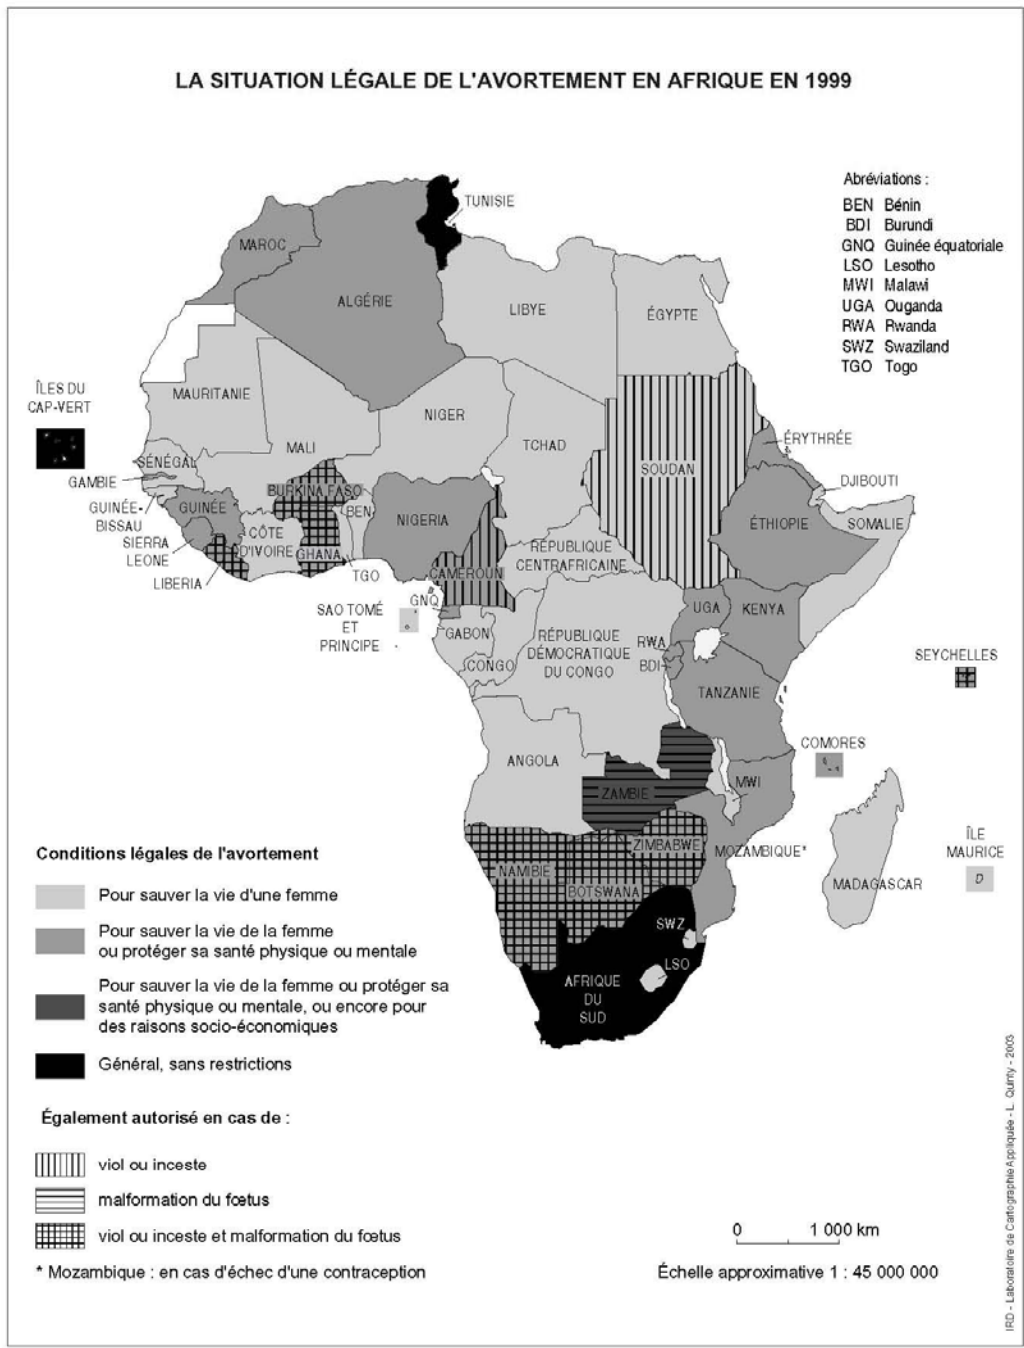 LA SITUATION LÉGALE DE L'AVORTEMENT EN AFRIQUE EN 1999
Abréviations :
BEN Bénin
BDI Burundi
GNQ Guinée équatoriale
LSO Lesotho
MWI Malawi
UGA Ouganda
RWA Rwanda
SWZ Swaziland
TGO Togo
TUNISIE
MAROC
ALGÉRIE
LIBYE
ÉGYPTE
ÎLES DU
CAP-VERT
MAURITANIE
MALI
NIGER
TCHAD
SOUDAN
ÉRYTHRÉE
DJIBOUTI
SÉNÉGAL
GAMBIE
GUINÉE-
BISSAU
GUINÉE
SIERRA
LEONE
LIBERIA
CÔTE
D'IVOIRE
BURKINA FASO
GHANA
TGO
BEN
NIGERIA
CAMEROUN
RÉPUBLIQUE
CENTRAFRICAINE
ÉTHIOPIE
SOMALIE
SAO TOMÉ
ET
PRINCIPE
GNQ
GABON
CONGO
RÉPUBLIQUE
DÉMOCRATIQUE
DU CONGO
UGA
KENYA
RWA
BDI
TANZANIE
SEYCHELLES
COMORES
ANGOLA
ZAMBIE
MWI
ZIMBABWE
MOZAMBIQUE*
MADAGASCAR
ÎLE
MAURICE
NAMIBIE
BOTSWANA
SWZ
LSO
AFRIQUE
DU
SUD
Conditions légales de l'avortement
Pour sauver la vie d'une femme
Pour sauver la vie de la femme
ou protéger sa santé physique ou mentale
Pour sauver la vie de la femme ou protéger sa
santé physique ou mentale, ou encore pour
des raisons socio-économiques
Général, sans restrictions
Également autorisé en cas de :
viol ou inceste
malformation du fœtus
viol ou inceste et malformation du fœtus
* Mozambique : en cas d'échec d'une contraception
0 1 000 km
Échelle approximative 1 : 45 000 000
IRD - Laboratoire de Cartographie Appliquée - L. Quinty - 2003